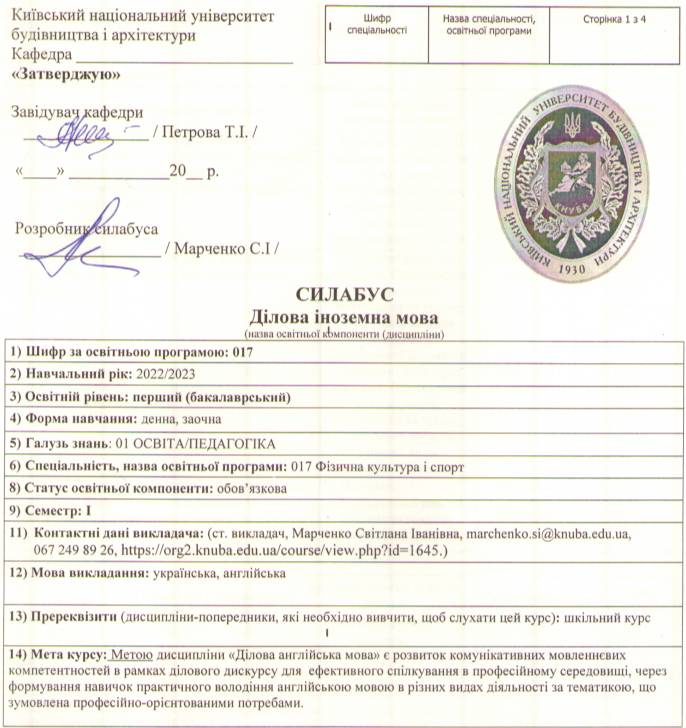 Київський національний університет
будівництва і архітектури
Кафедра
«Затверджую»
Шифр
спеціальності
Назва спеціальності,
освітньої програми
Сторінка 1 з 4
Завідувач кафедри
/ Петрова Т.І. /
«____» ____________20__ р.
Розробник силабуса
/ Марченко С.І /
КИЇВСЬКИЙ НАЦІОНАЛЬНИЙ УНІВЕРСИТЕТ БУДІВНИЦТВА І АРХІТЕКТУРИ
KNUBA
1930
СИЛАБУС
Ділова іноземна мова
(назва освітньої компоненти (дисципліни)
1) Шифр за освітньою програмою: 017
2) Навчальний рік: 2022/2023
3) Освітній рівень: перший (бакалаврський)
4) Форма навчання: денна, заочна
5) Галузь знань: 01 ОСВІТА/ПЕДАГОГІКА
6) Спеціальність, назва освітньої програми: 017 Фізична культура і спорт
8) Статус освітньої компоненти: обов’язкова
9) Семестр: I
11) Контактні дані викладача: (ст. викладач, Марченко Світлана Іванівна, marchenko.si@knuba.edu.ua,
067 249 89 26, https://org2.knuba.edu.ua/course/view.php?id=1645.)
12) Мова викладання: українська, англійська
13) Пререквізити (дисципліни-попередники, які необхідно вивчити, щоб слухати цей курс): шкільний курс
14) Мета курсу: Метою дисципліни «Ділова англійська мова» є розвиток комунікативних мовленнєвих
компетентностей в рамках ділового дискурсу для ефективного спілкування в професійному середовищі, через
формування навичок практичного володіння англійською мовою в різних видах діяльності за тематикою, що
зумовлена професійно-орієнтованими потребами.